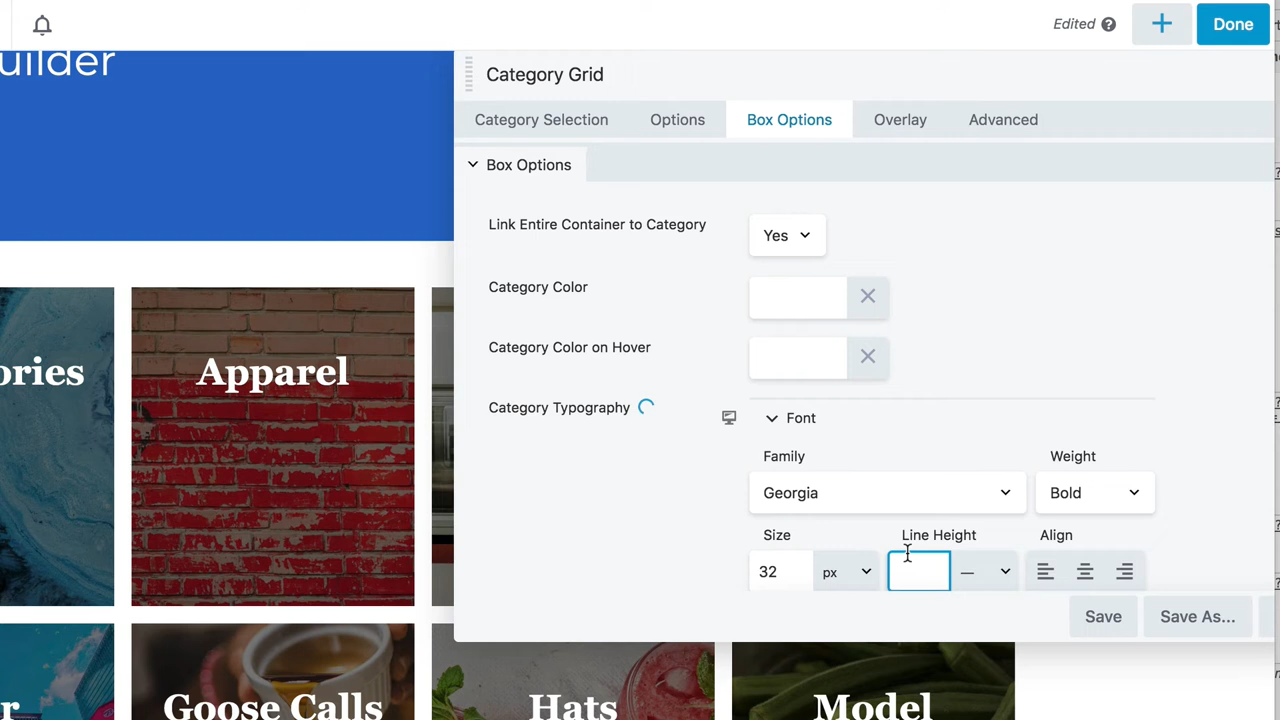 Edited ?
+
Done
uilder
Category Grid
Category Selection
Options
Box Options
Overlay
Advanced
Box Options
Link Entire Container to Category
Yes
Category Color
Category Color on Hover
Category Typography
Font
Family
Weight
Georgia
Bold
Size
Line Height
Align
32
px
—
Save
Save As...
ories
Apparel
r
Goose Calls
Hats
Model